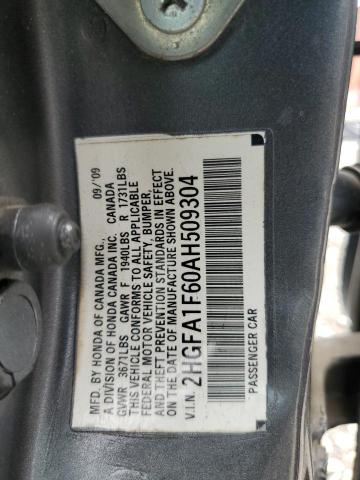 MFD. BY HONDA OF CANADA MFG. 09/'09
A DIVISION OF HONDA CANADA INC. CANADA
GVWR 3671LBS GAWR F 1940LBS R 1731LBS
THIS VEHICLE CONFORMS TO ALL APPLICABLE
FEDERAL MOTOR VEHICLE SAFETY, BUMPER,
AND THEFT PREVENTION STANDARDS IN EFFECT
ON THE DATE OF MANUFACTURE SHOWN ABOVE.
V.I.N. 2HGFA1F60AH509304
PASSENGER CAR